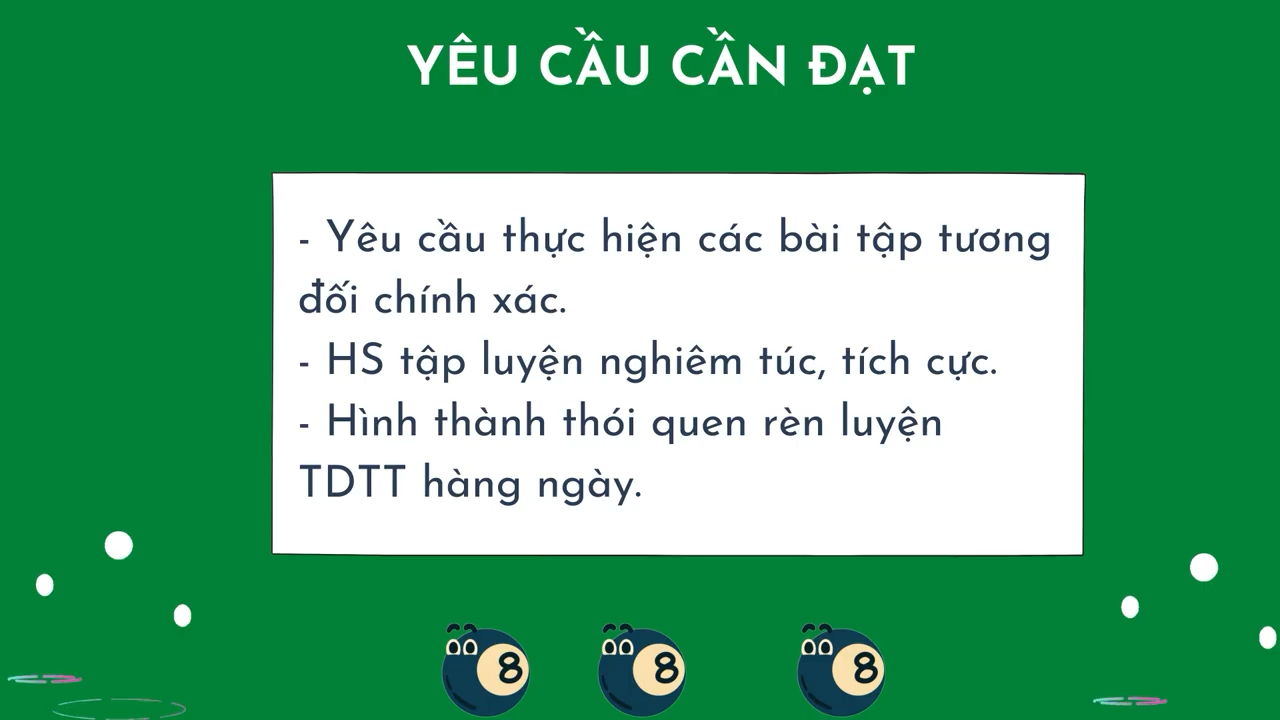 YÊU CẦU CẦN ĐẠT
- Yêu cầu thực hiện các bài tập tương
đối chính xác.
- HS tập luyện nghiêm túc, tích cực.
- Hình thành thói quen rèn luyện
TDTT hàng ngày.
8 8 8